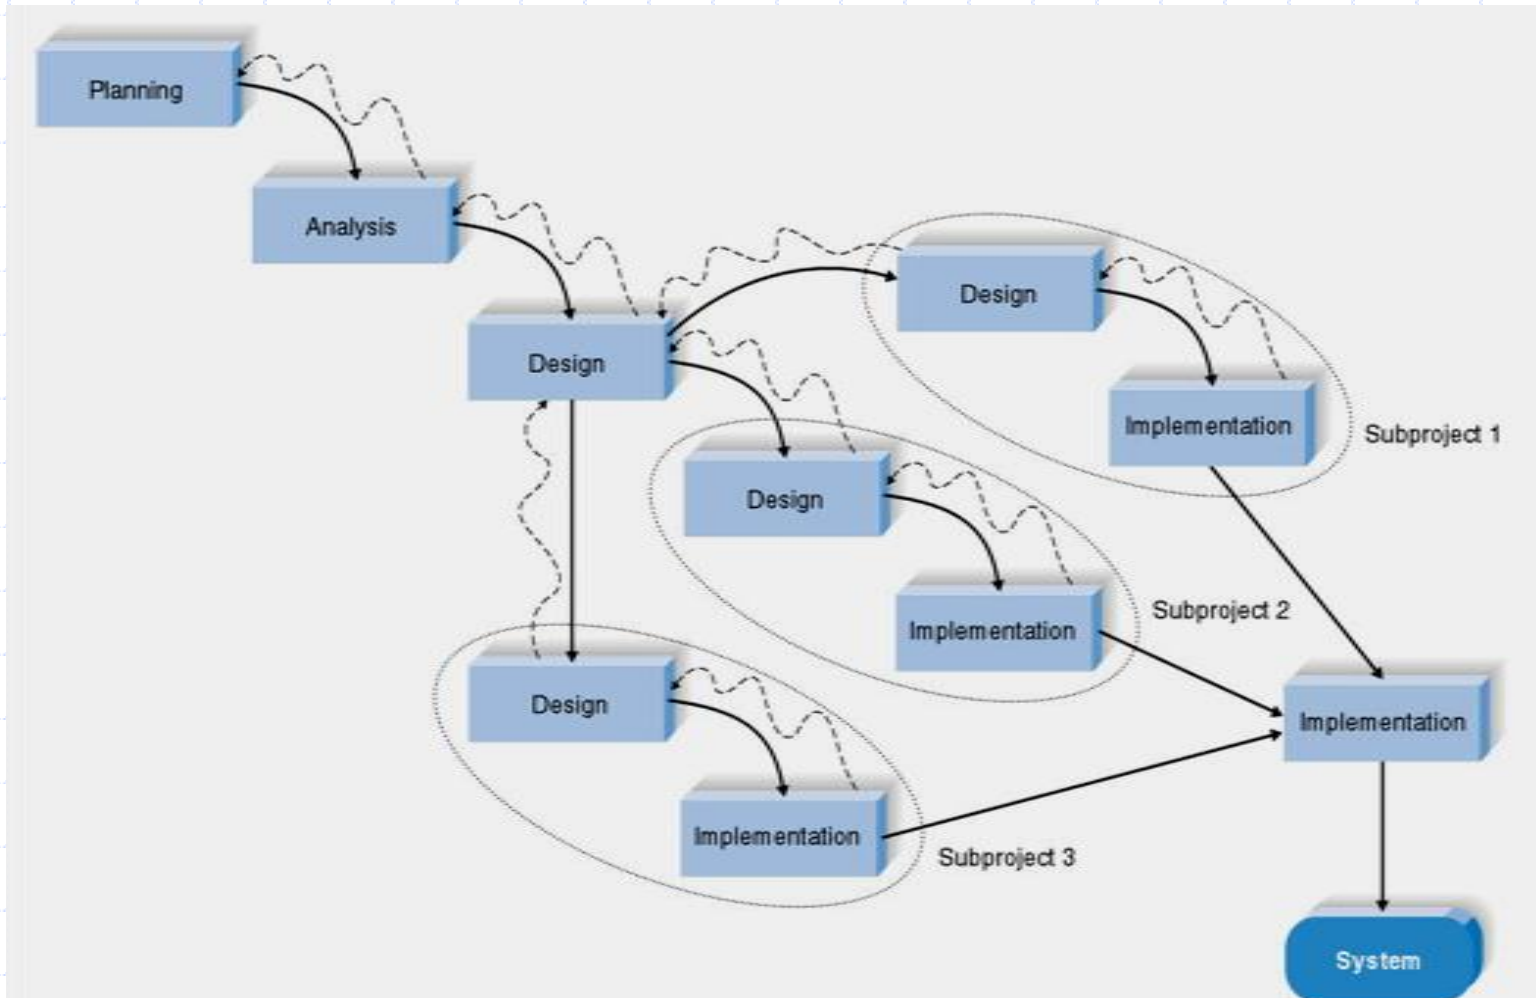 Planning
Analysis
Design
Design
Implementation
Subproject 1
Design
Implementation
Subproject 2
Design
Implementation
Subproject 3
Implementation
System